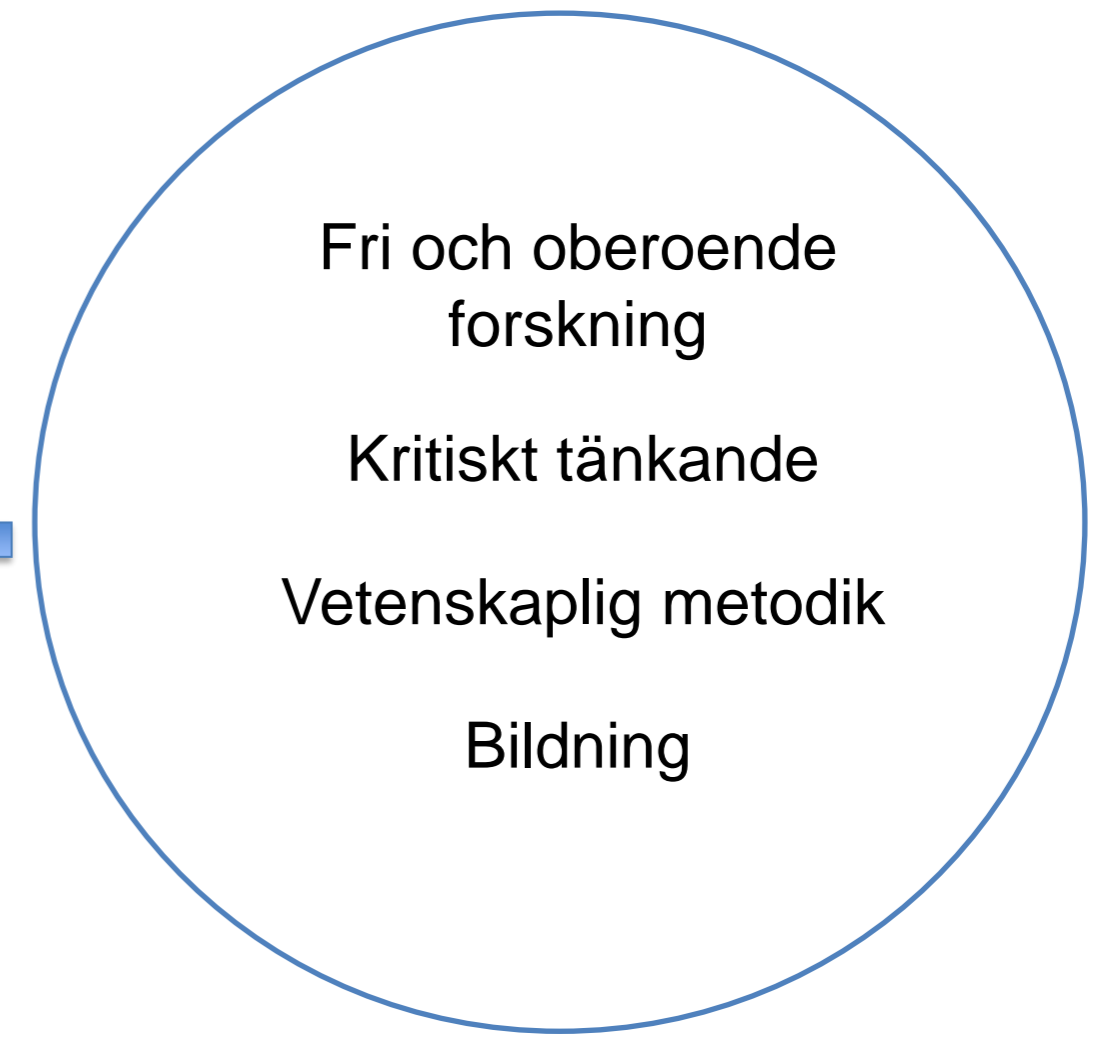 Fri och oberoende
forskning
Kritiskt tänkande
Vetenskaplig metodik
Bildning